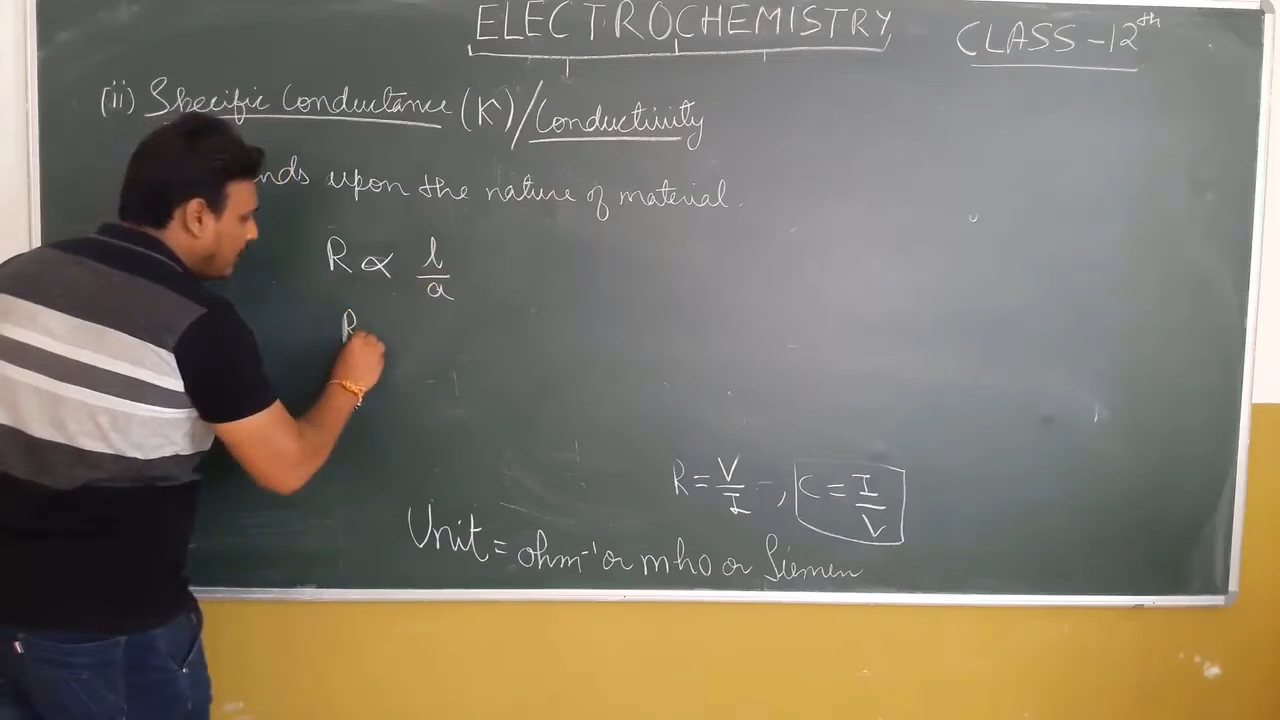 ELECTROCHEMISTRY
CLASS-12th
(ii) Specific Conductance (K)/Conductivity
nds upon the nature of material.
R ∝ l/a
R
R = V/I , C = I/V
Unit = ohm⁻¹ or mho or Siemen